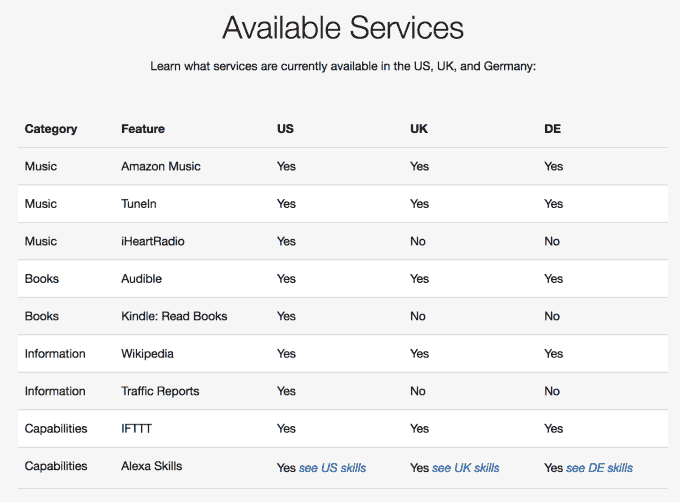 Available Services
Learn what services are currently available in the US, UK, and Germany:
Category Feature US UK DE
Music Amazon Music Yes Yes Yes
Music TuneIn Yes Yes Yes
Music iHeartRadio Yes No No
Books Audible Yes Yes Yes
Books Kindle: Read Books Yes No No
Information Wikipedia Yes Yes Yes
Information Traffic Reports Yes No No
Capabilities IFTTT Yes Yes Yes
Capabilities Alexa Skills Yes see US skills Yes see UK skills Yes see DE skills